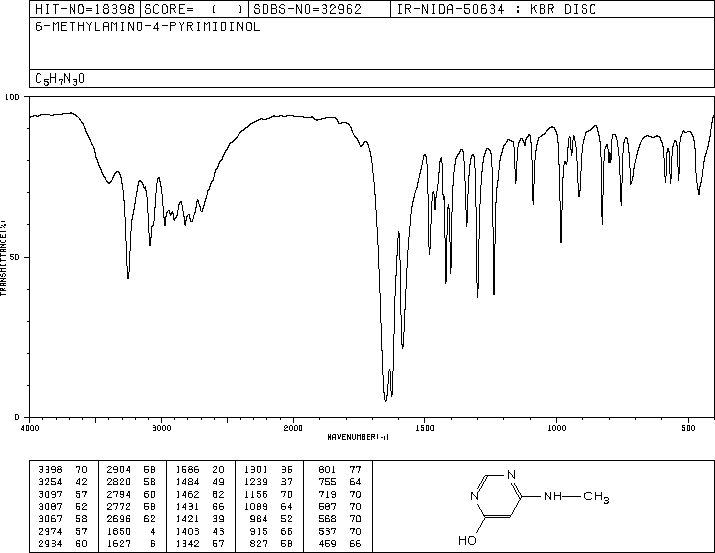 HIT-NO=18398 SCORE= ( ) SDBS-NO=32962 IR-NIDA-50634 : KBR DISC
6-METHYLAMINO-4-PYRIMIDINOL
C5H7N3O
100
50
0
TRANSMITTANCE(%)
4000 3000 2000 1500 1000 500
WAVENUMBER(-1)
3398 70 2904 58 1586 20 1301 36 801 77
3254 42 2820 58 1484 49 1239 37 755 64
3097 57 2794 60 1462 62 1156 70 719 70
3087 52 2772 58 1431 66 1089 64 587 70
3067 58 2696 62 1421 39 984 52 568 70
2974 57 1650 4 1403 43 915 66 537 70
2934 60 1627 6 1342 57 827 58 459 66
N
N NH CH3
HO